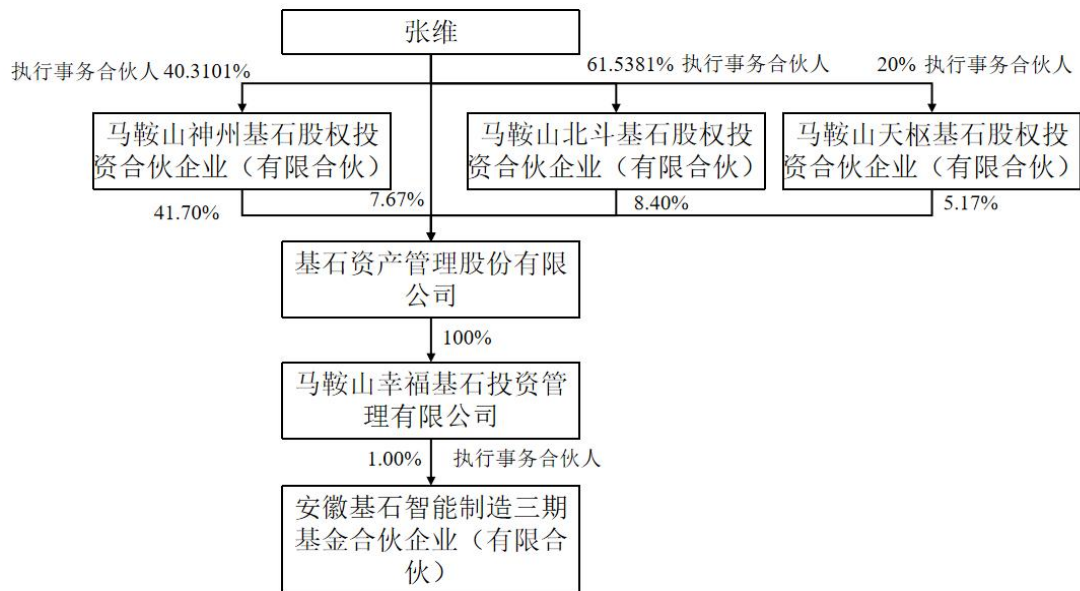 张维
执行事务合伙人 40.3101%
61.5381% 执行事务合伙人
20% 执行事务合伙人
马鞍山神州基石股权投
资合伙企业（有限合伙）
马鞍山北斗基石股权投
资合伙企业（有限合伙）
马鞍山天枢基石股权投
资合伙企业（有限合伙）
41.70%
7.67%
8.40%
5.17%
基石资产管理股份有限
公司
100%
马鞍山幸福基石投资管
理有限公司
1.00%
执行事务合伙人
安徽基石智能制造三期
基金合伙企业（有限合
伙）